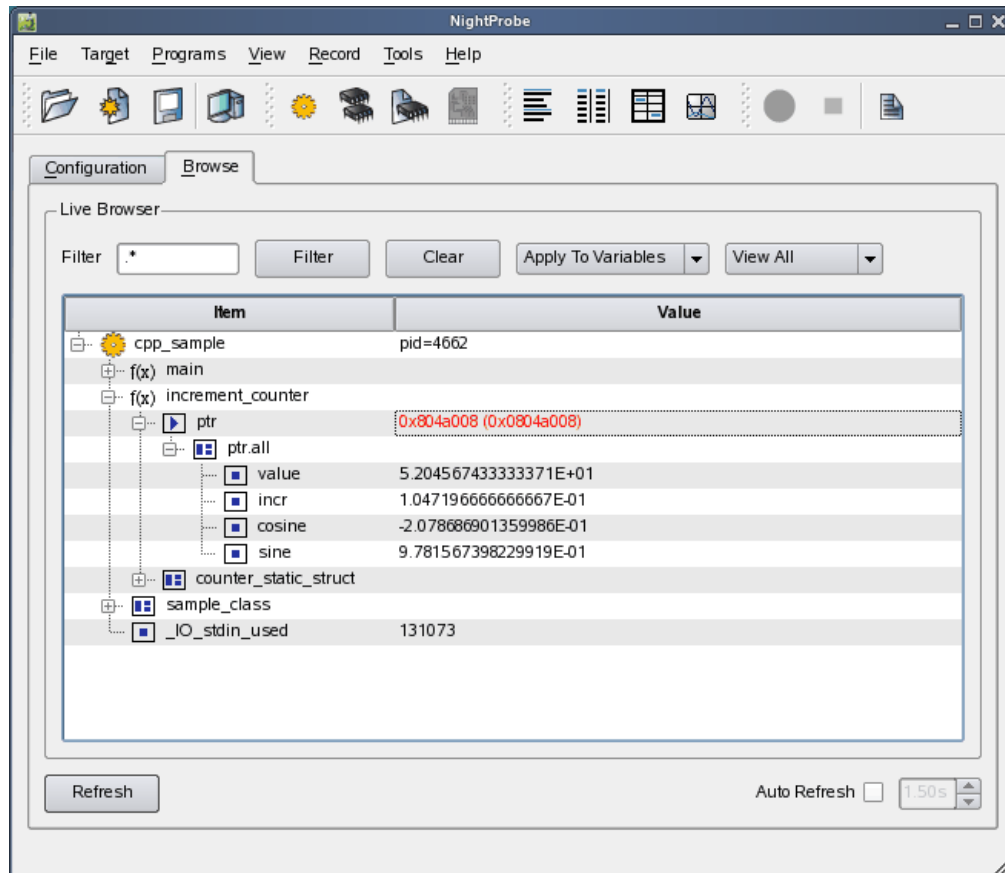 NightProbe
File Target Programs View Record Tools Help
Configuration Browse
Live Browser
Filter .* Filter Clear Apply To Variables View All
Item Value
cpp_sample pid=4662
f(x) main
f(x) increment_counter
ptr 0x804a008 (0x0804a008)
ptr.all
value 5.204567433333371E+01
incr 1.047196666666667E-01
cosine -2.078686901359986E-01
sine 9.781567398229919E-01
counter_static_struct
sample_class
_IO_stdin_used 131073
Refresh Auto Refresh 1.50s